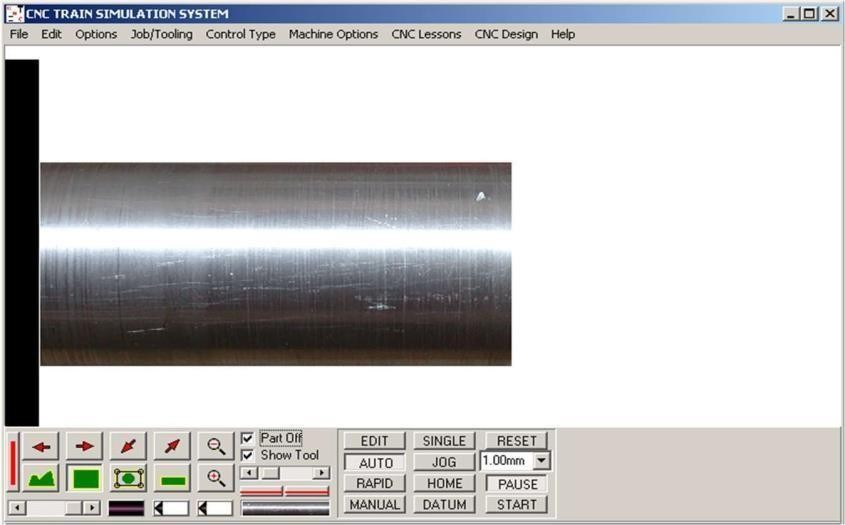 CNC TRAIN SIMULATION SYSTEM
File Edit Options Job/Tooling Control Type Machine Options CNC Lessons CNC Design Help
Part Off
Show Tool
EDIT SINGLE RESET
AUTO JOG 1.00mm
RAPID HOME PAUSE
MANUAL DATUM START